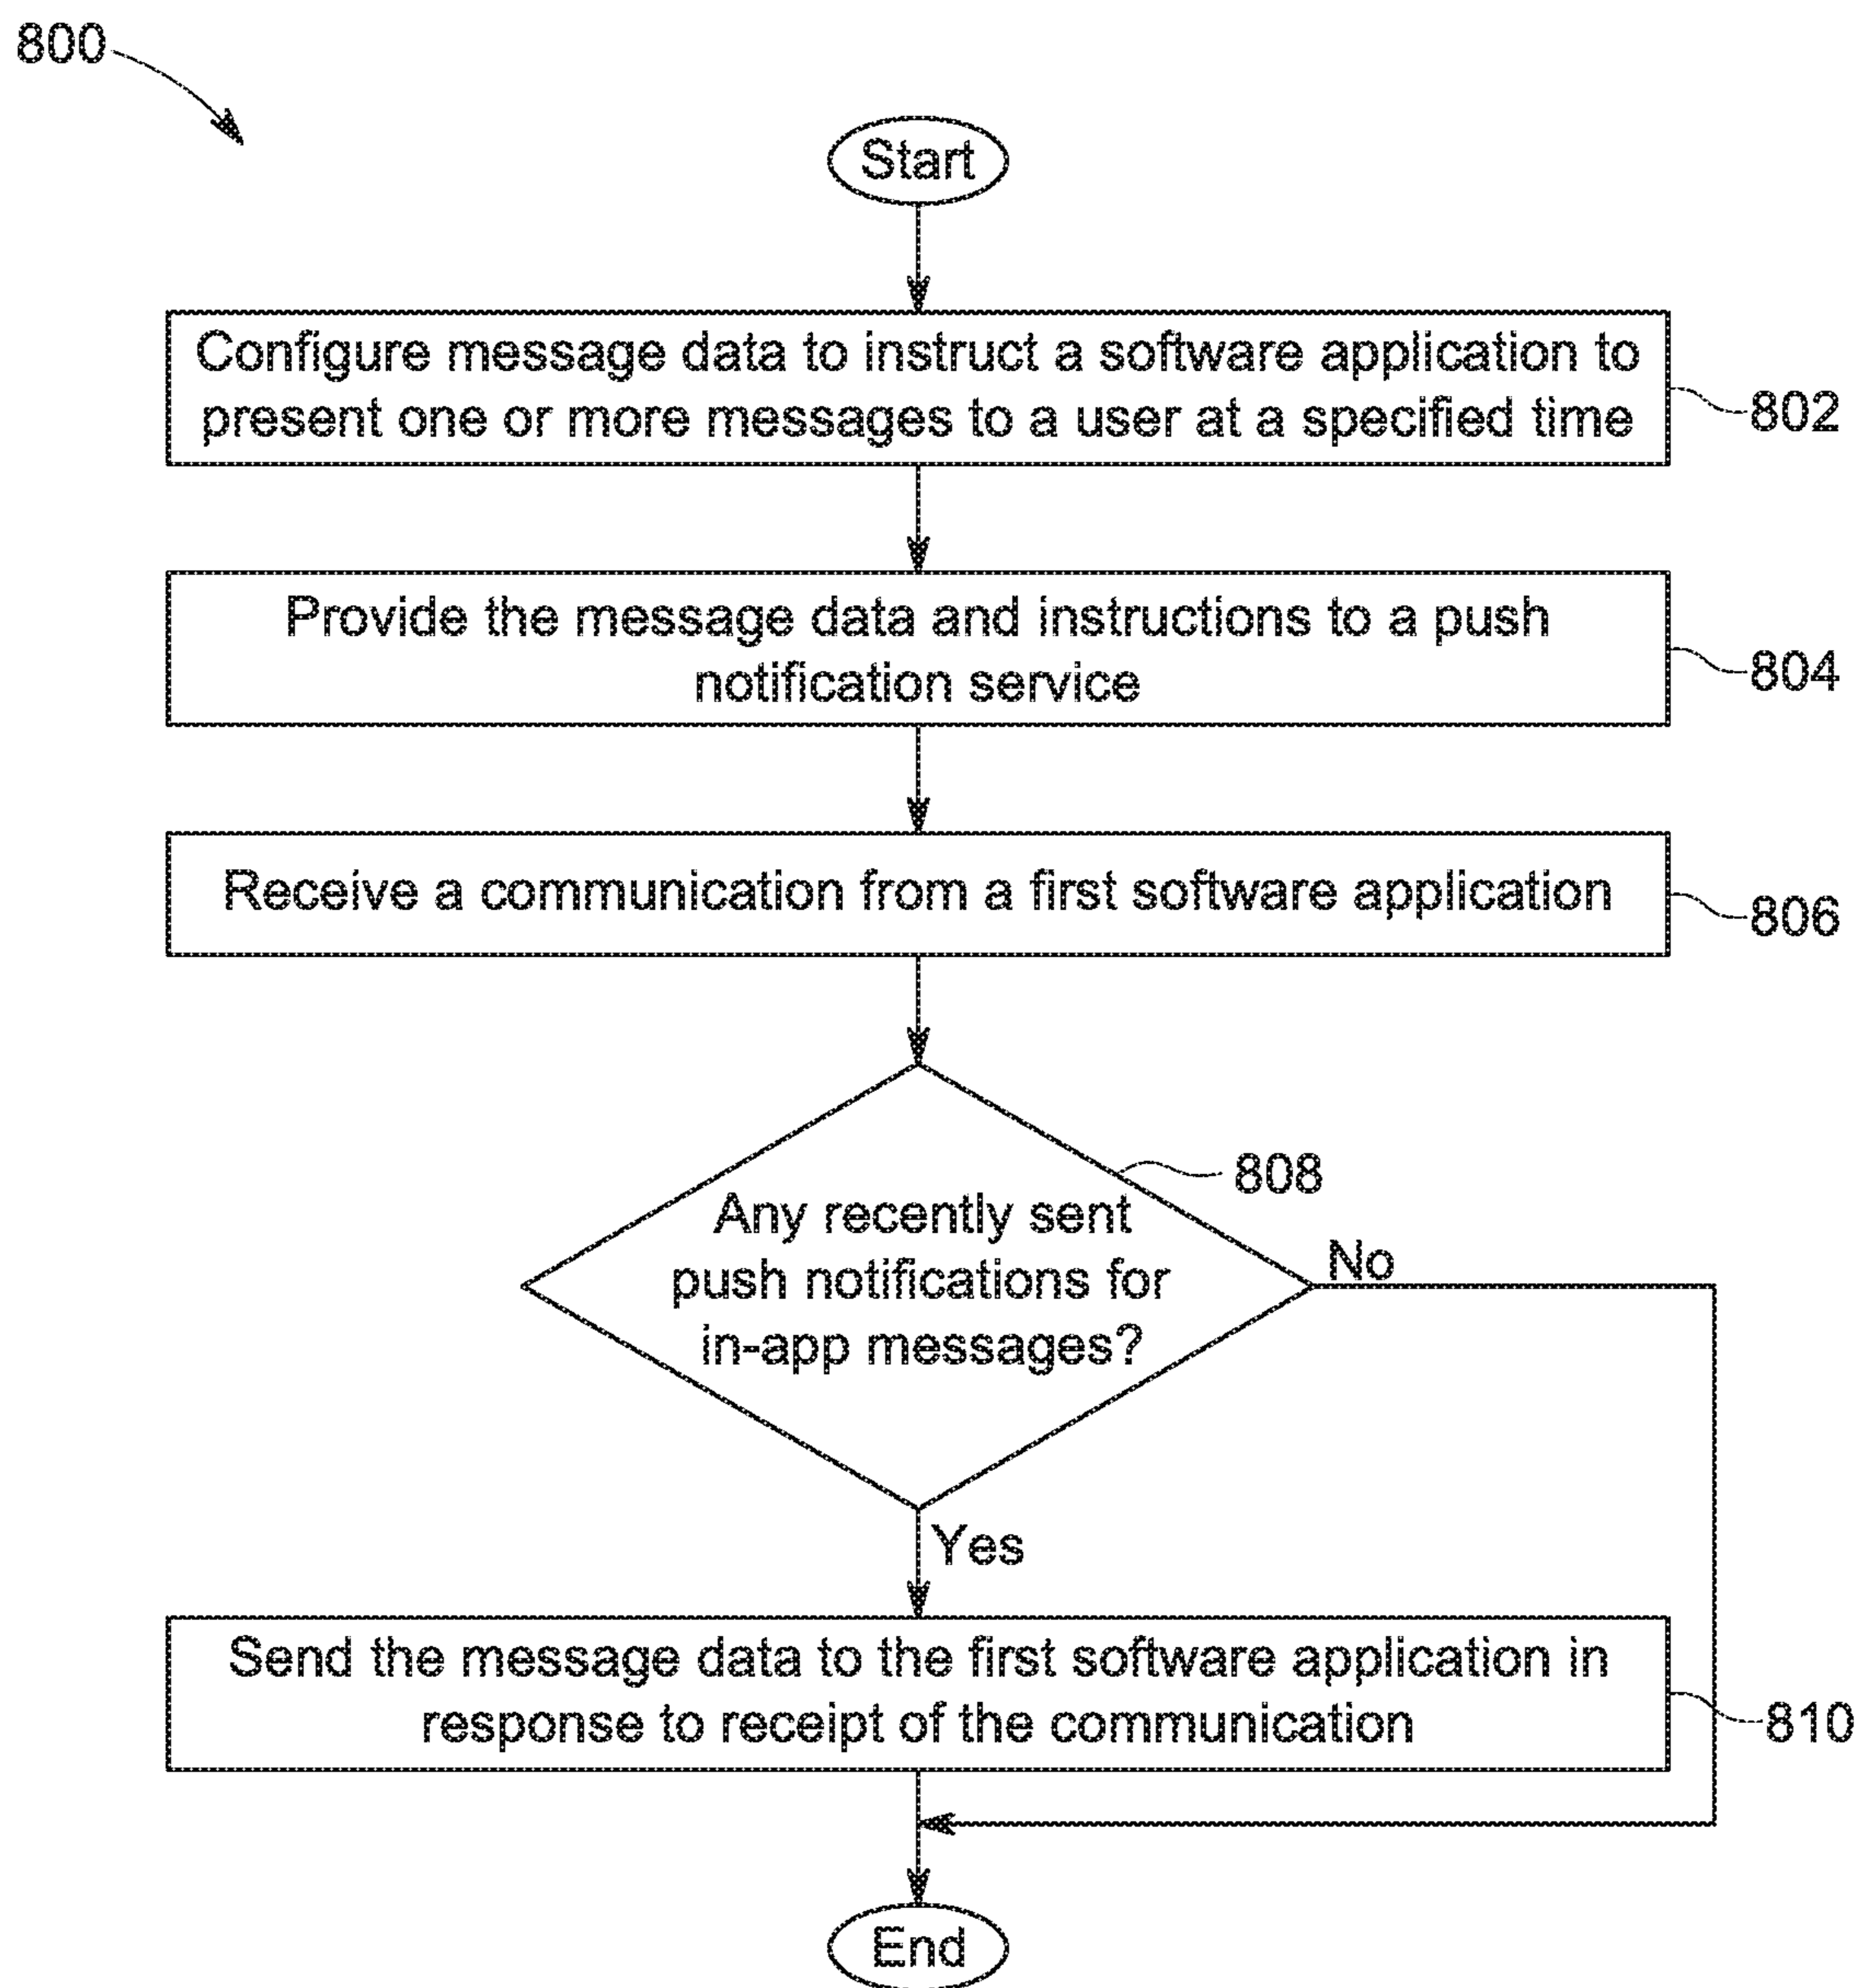 800
Start
Configure message data to instruct a software application to
present one or more messages to a user at a specified time
802
Provide the message data and instructions to a push
notification service
804
Receive a communication from a first software application
806
808
Any recently sent
push notifications for
in-app messages?
No
Yes
Send the message data to the first software application in
response to receipt of the communication
810
End